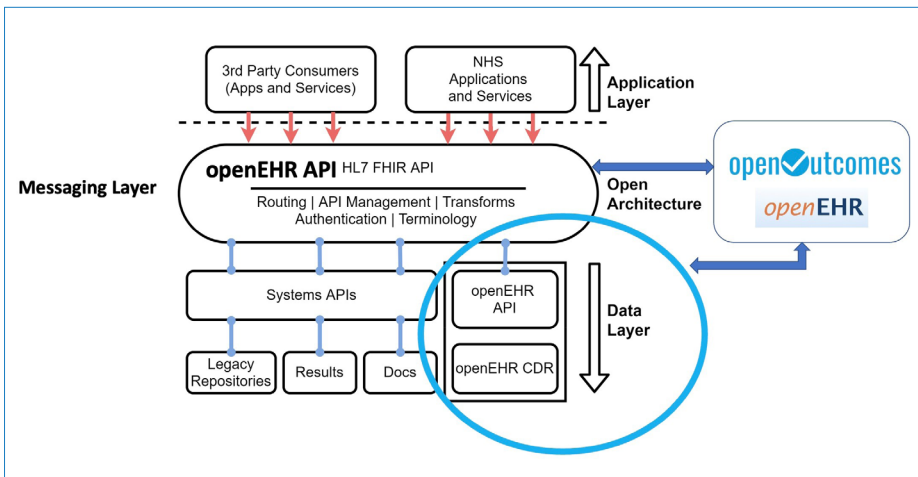 3rd Party Consumers
(Apps and Services)
NHS
Applications
and Services
Application
Layer
Messaging Layer
openEHR API HL7 FHIR API
Routing | API Management | Transforms
Authentication | Terminology
Open
Architecture
openOutcomes
openEHR
Systems APIs
openEHR
API
Data
Layer
Legacy
Repositories
Results
Docs
openEHR CDR